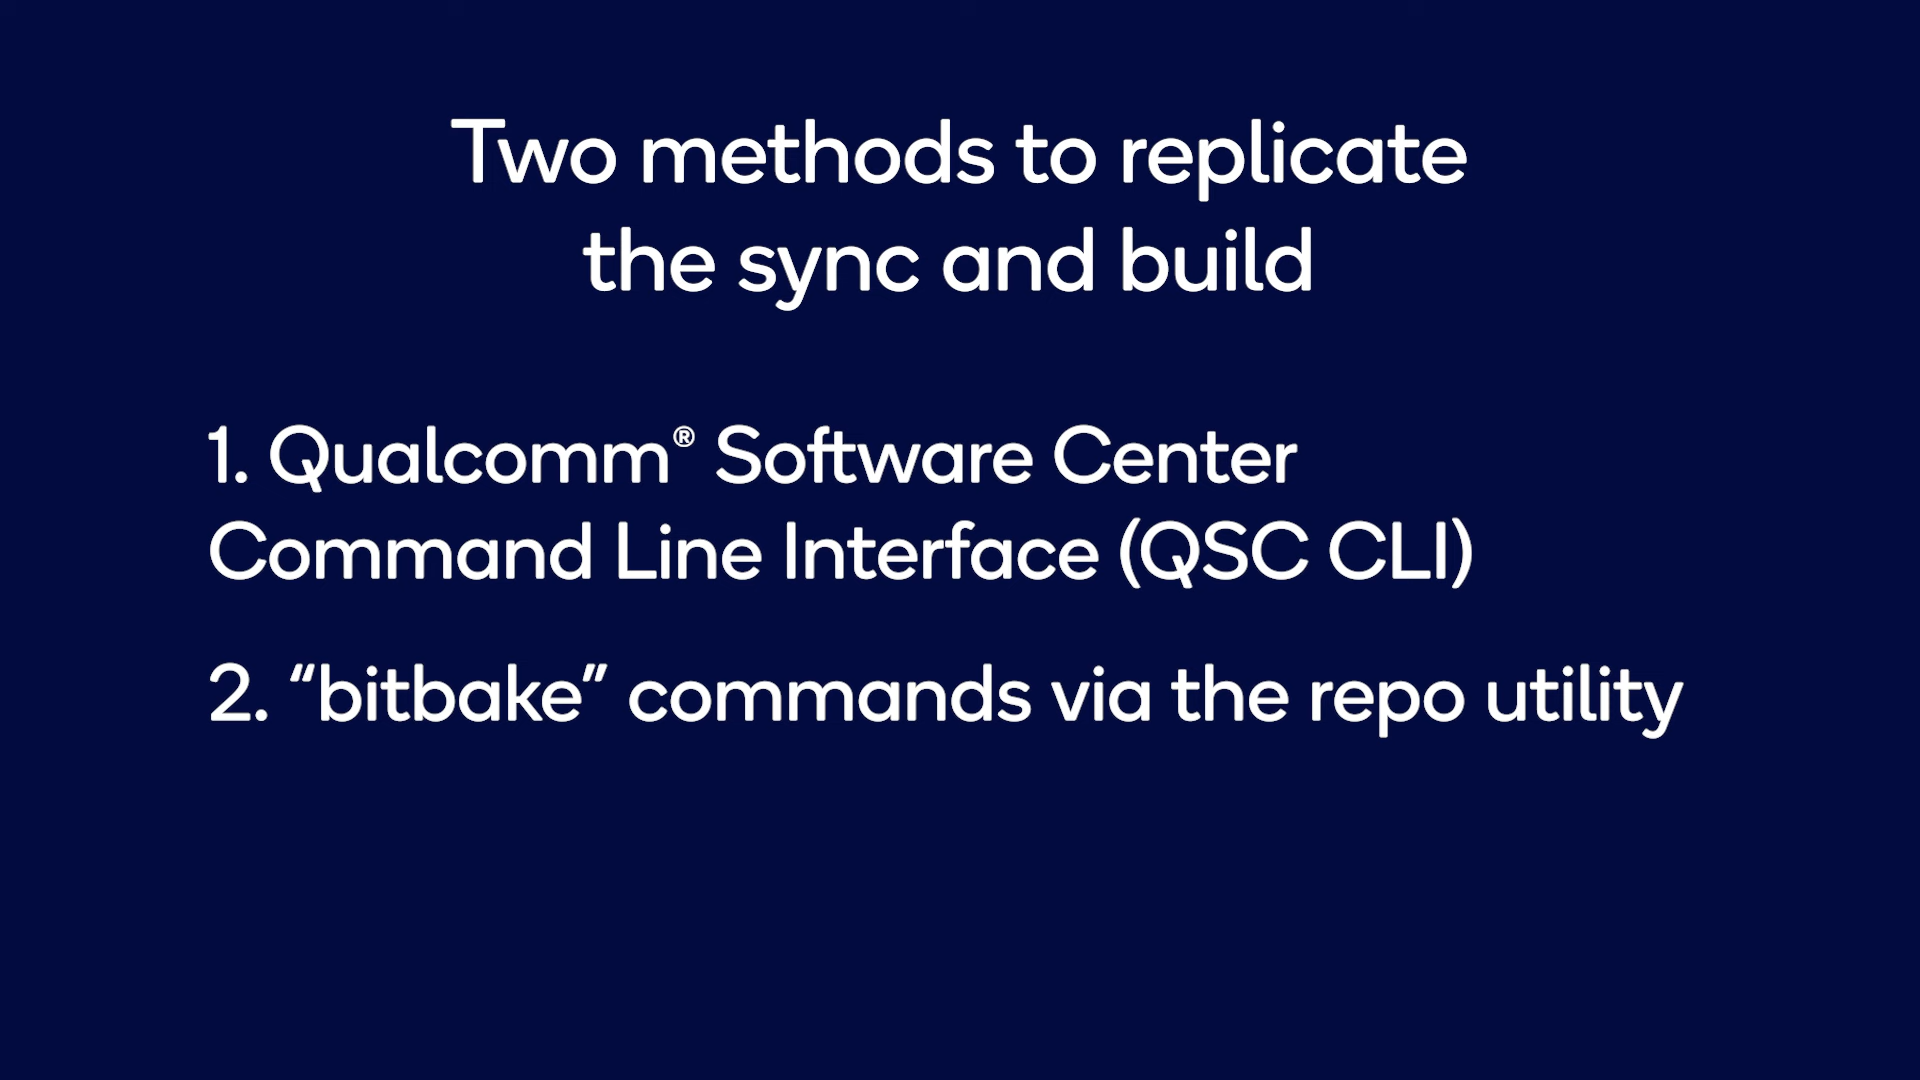 Two methods to replicate
the sync and build
1. Qualcomm® Software Center
Command Line Interface (QSC CLI)
2. “bitbake” commands via the repo utility